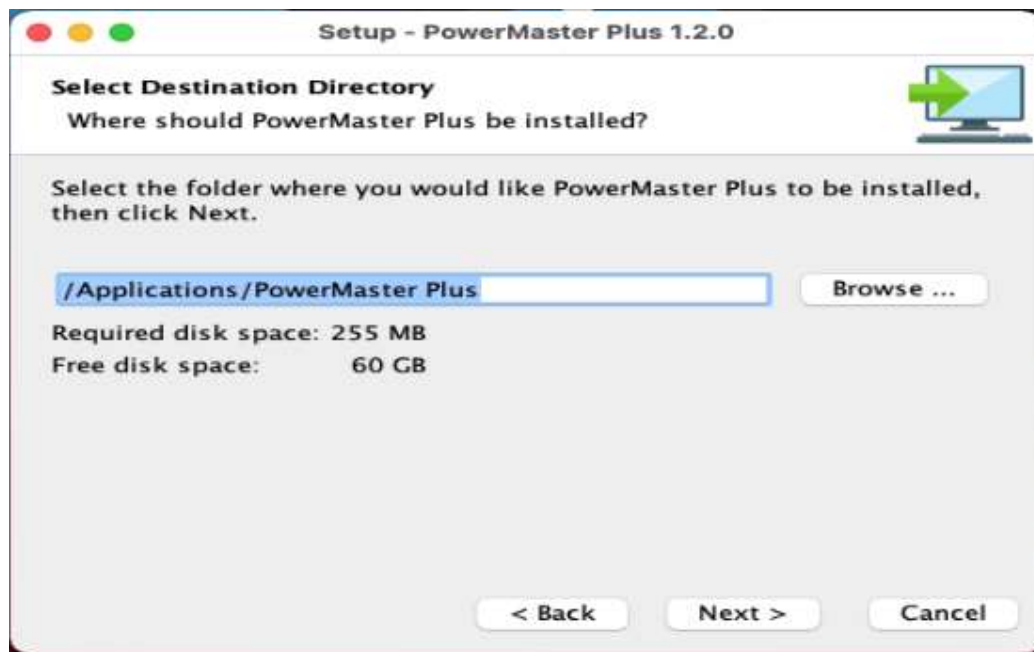 Setup - PowerMaster Plus 1.2.0
Select Destination Directory
Where should PowerMaster Plus be installed?
Select the folder where you would like PowerMaster Plus to be installed,
then click Next.
/Applications/PowerMaster Plus
Browse ...
Required disk space: 255 MB
Free disk space: 60 GB
< Back
Next >
Cancel